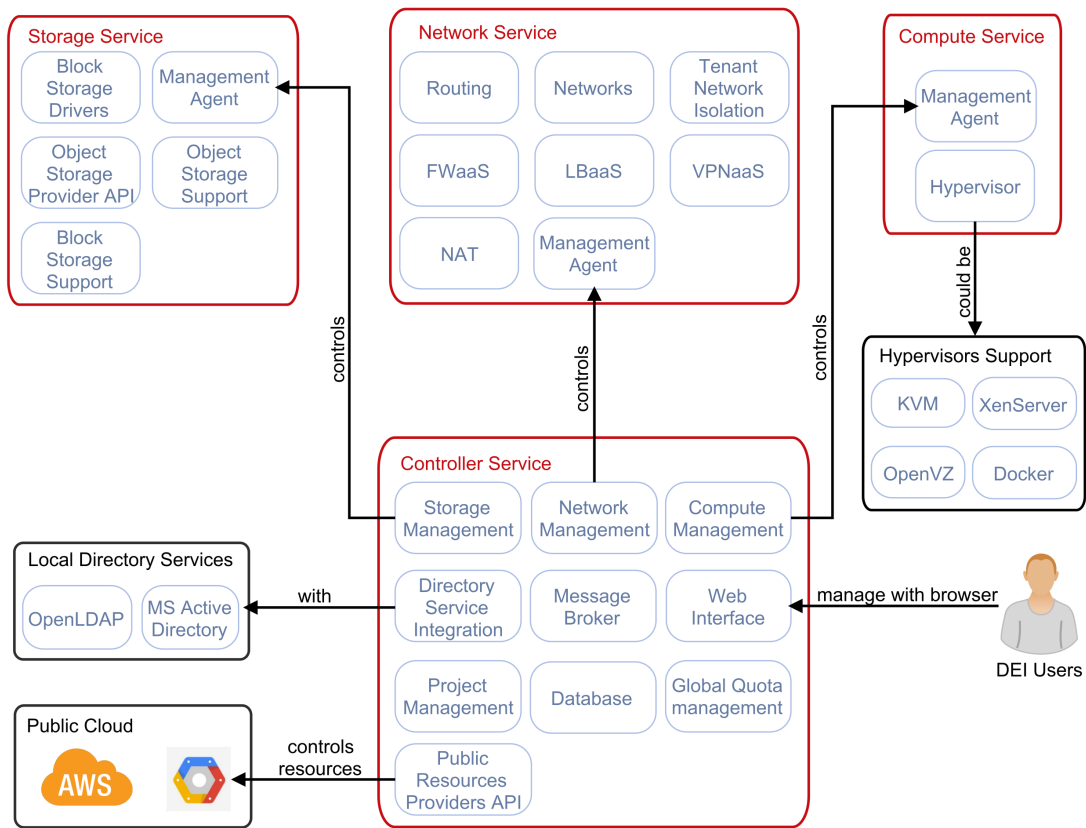 Storage Service
Block
Storage
Drivers
Management
Agent
Object
Storage
Provider API
Object
Storage
Support
Block
Storage
Support
Network Service
Routing
Networks
Tenant
Network
Isolation
FWaaS
LBaaS
VPNaaS
NAT
Management
Agent
Compute Service
Management
Agent
Hypervisor
controls
controls
controls
could be
Hypervisors Support
KVM
XenServer
OpenVZ
Docker
Controller Service
Storage
Management
Network
Management
Compute
Management
Directory
Service
Integration
Message
Broker
Web
Interface
Project
Management
Database
Global Quota
management
Public
Resources
Providers API
Local Directory Services
OpenLDAP
MS Active
Directory
with
manage with browser
DEI Users
Public Cloud
AWS
controls
resources